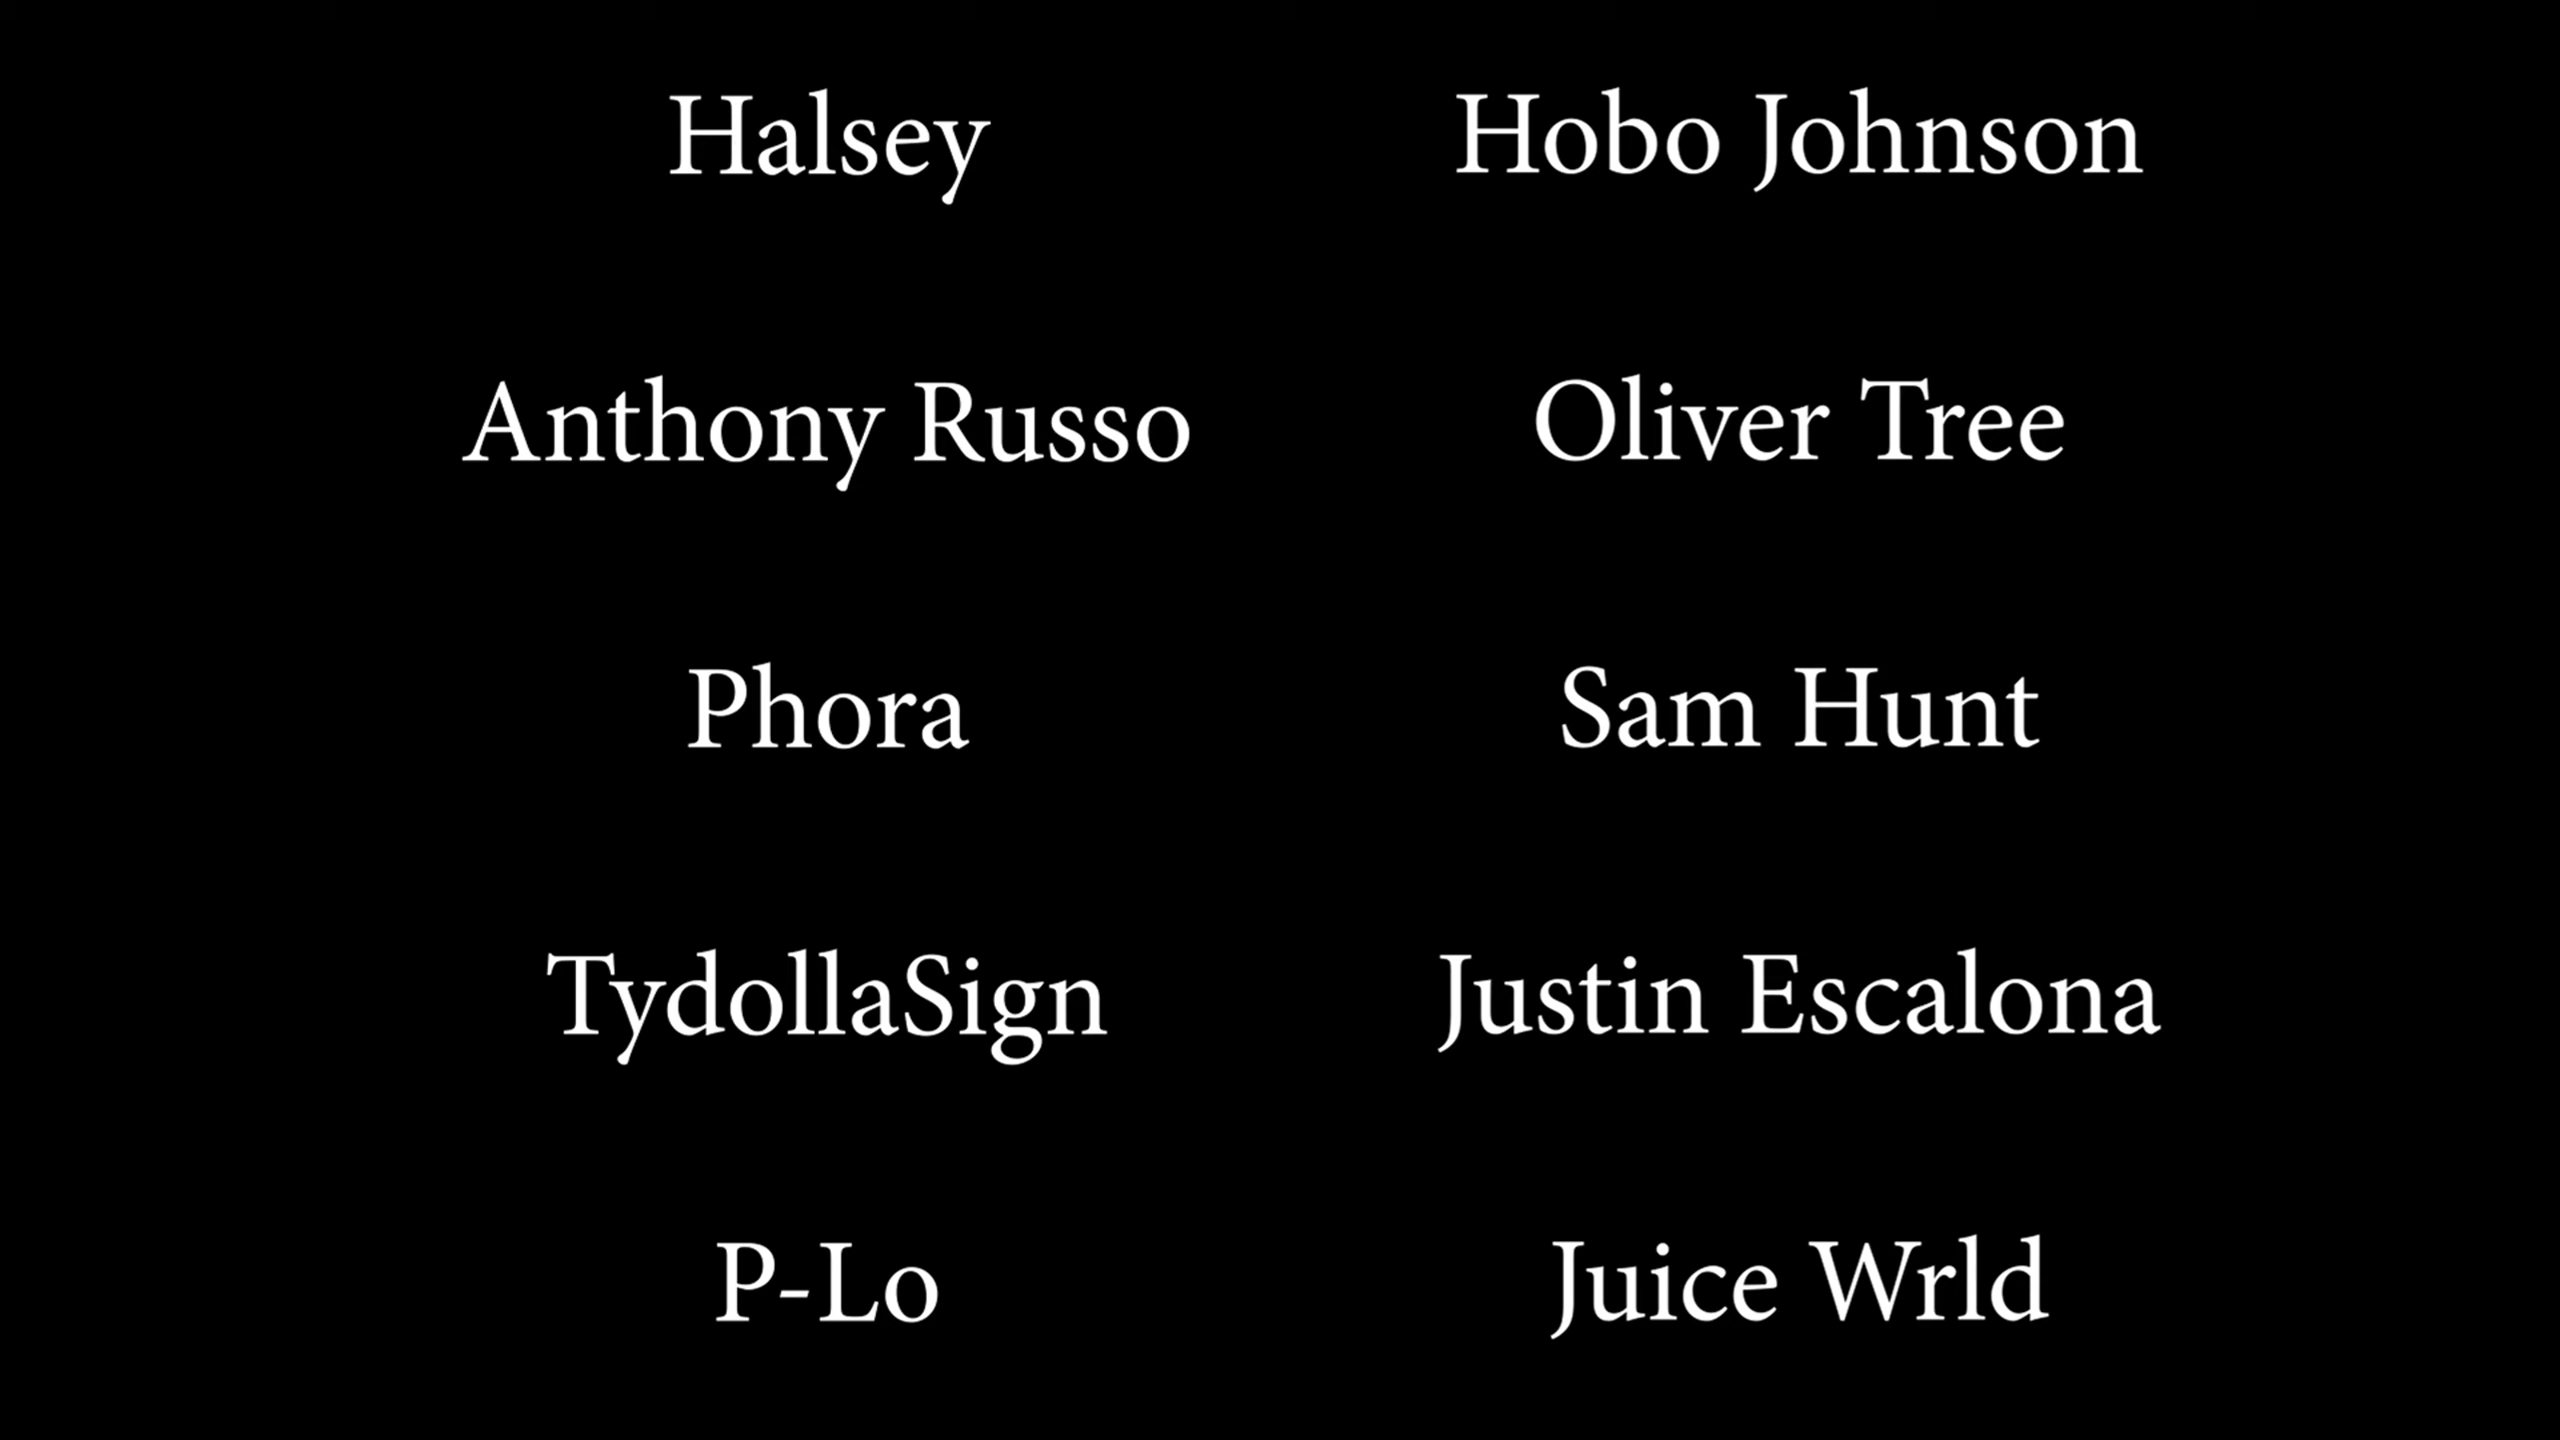 Halsey
Hobo Johnson
Anthony Russo
Oliver Tree
Phora
Sam Hunt
TydollaSign
Justin Escalona
P-Lo
Juice Wrld